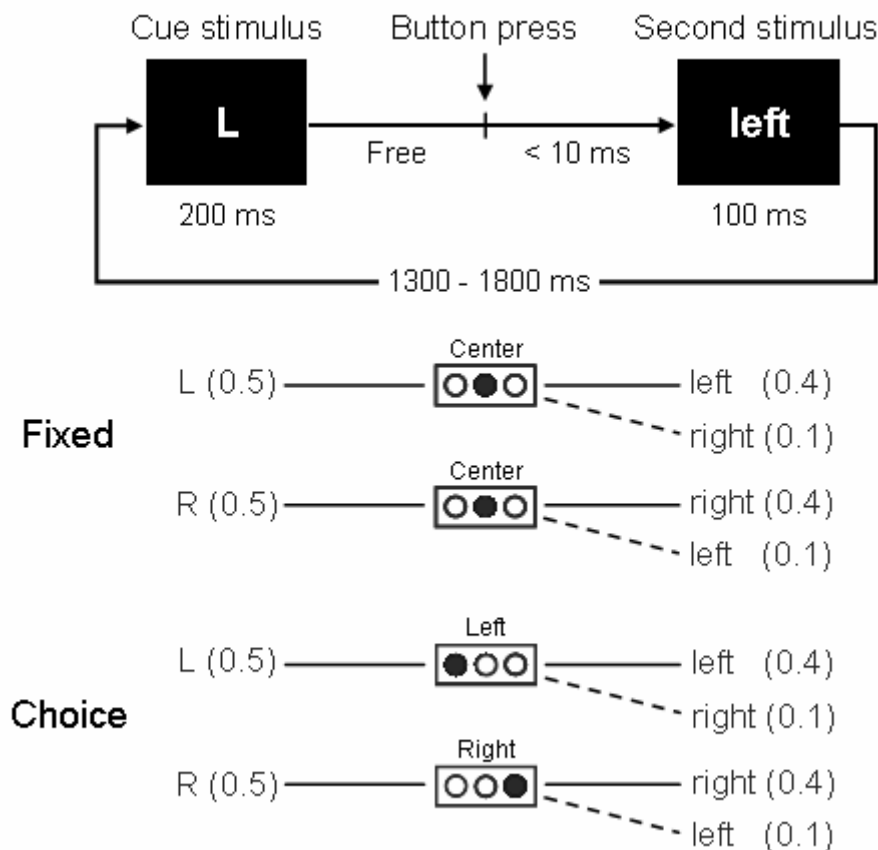 Cue stimulus Button press Second stimulus
L left
Free < 10 ms
200 ms 100 ms
1300 - 1800 ms
Center
L (0.5) left (0.4)
right (0.1)
Fixed
Center
R (0.5) right (0.4)
left (0.1)
Left
L (0.5) left (0.4)
right (0.1)
Choice
Right
R (0.5) right (0.4)
left (0.1)